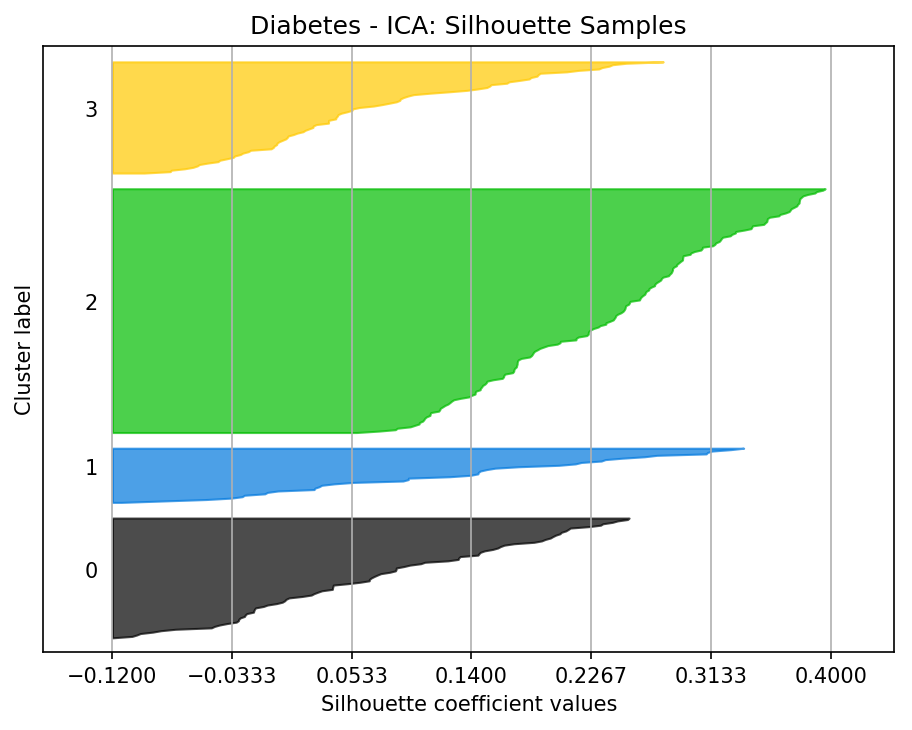 Diabetes - ICA: Silhouette Samples
3
2
1
0
Cluster label
−0.1200 −0.0333 0.0533 0.1400 0.2267 0.3133 0.4000
Silhouette coefficient values